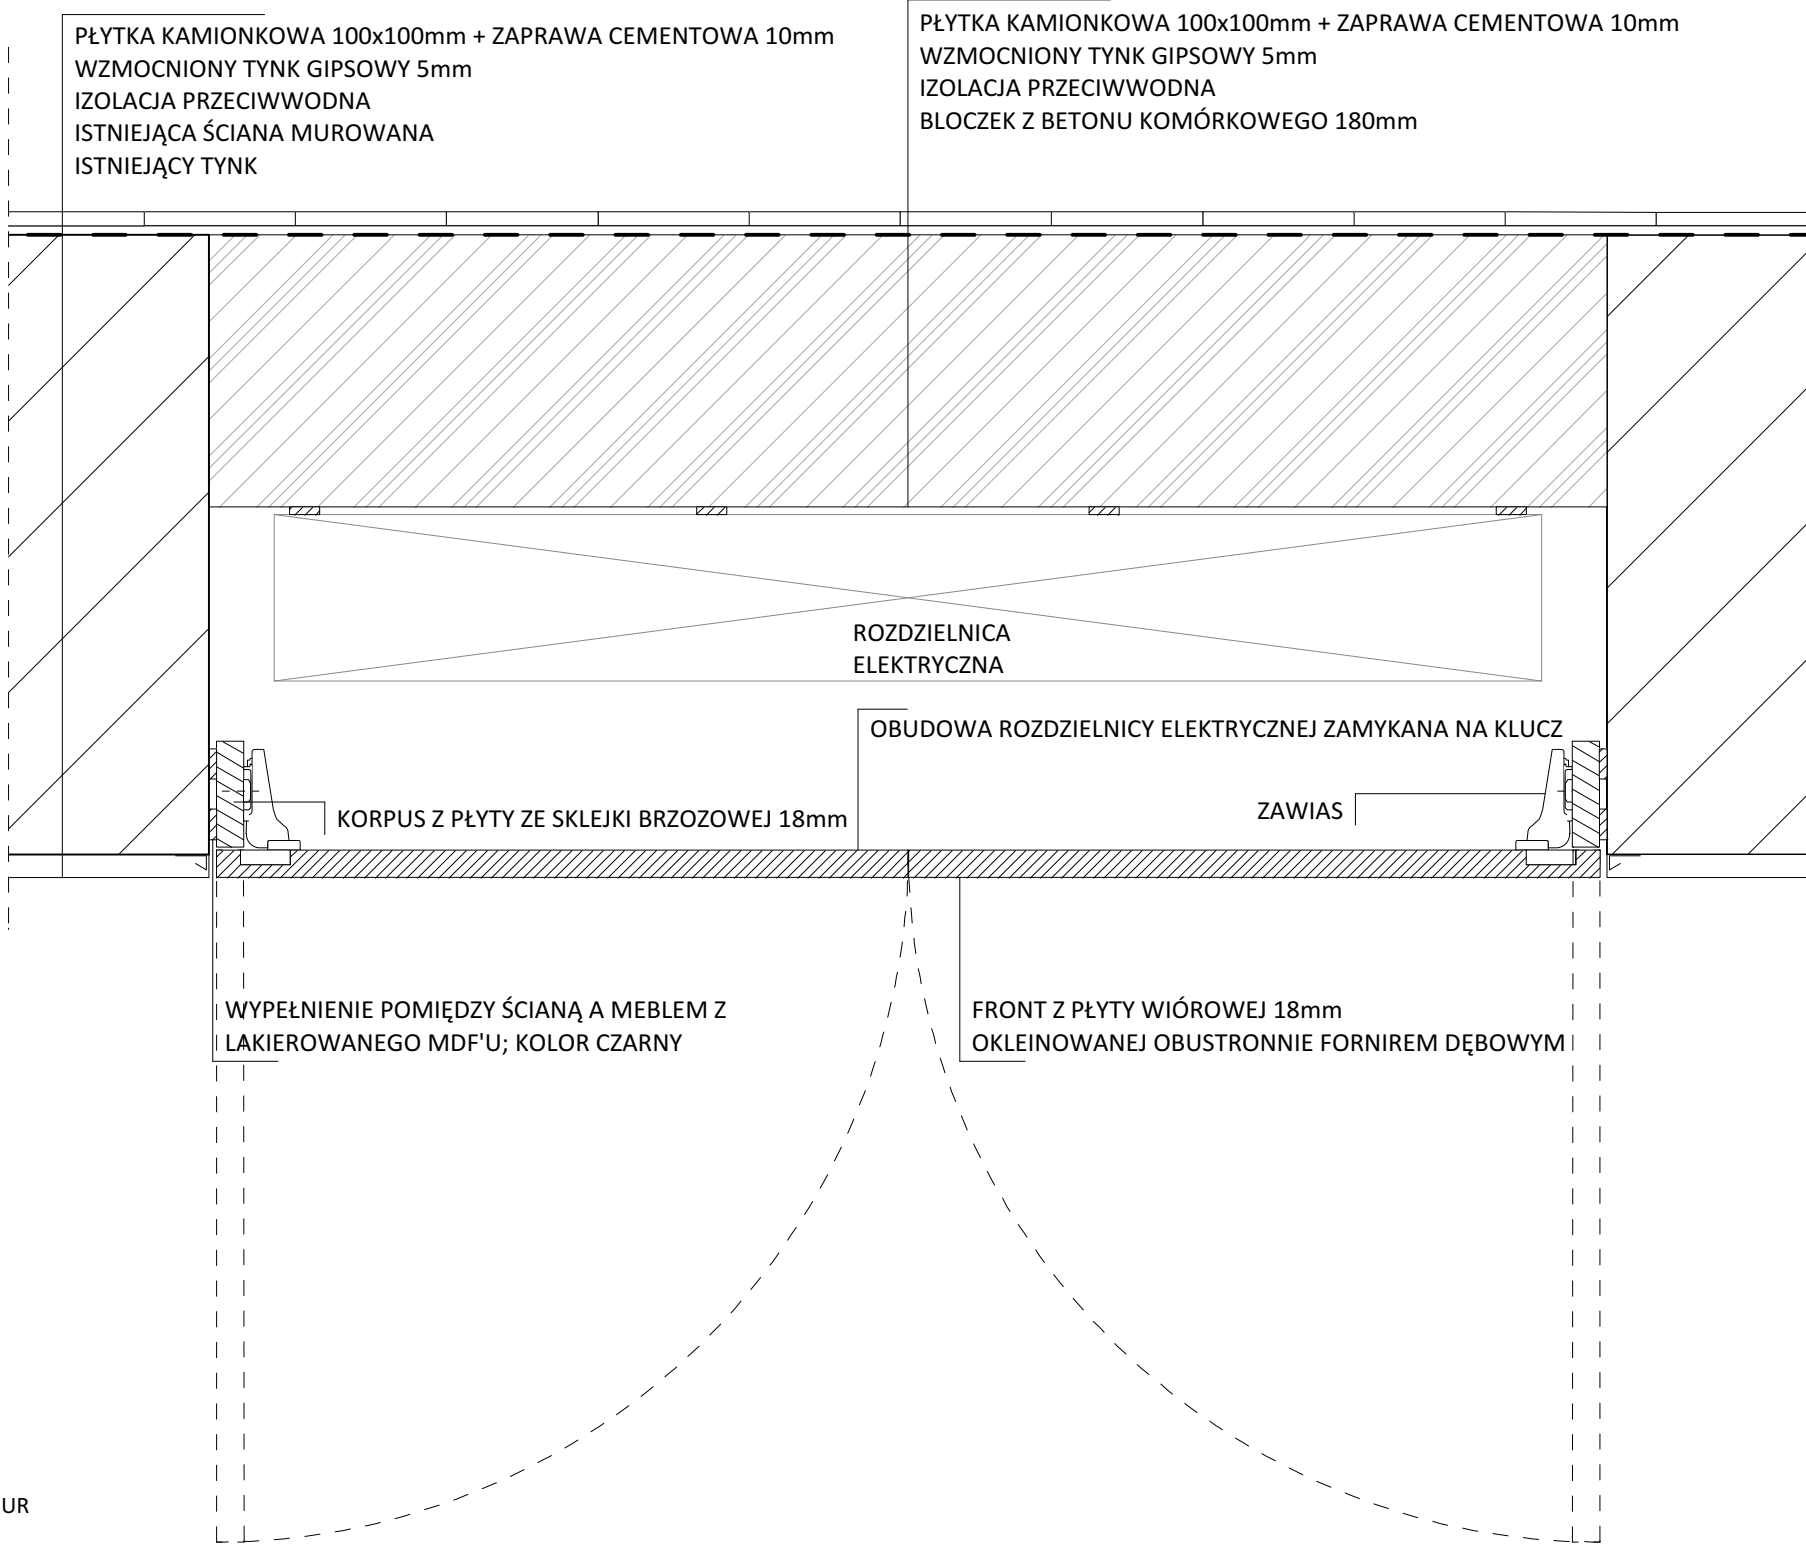 PŁYTKA KAMIONKOWA 100x100mm + ZAPRAWA CEMENTOWA 10mm
WZMOCNIONY TYNK GIPSOWY 5mm
IZOLACJA PRZECIWWODNA
ISTNIEJĄCA ŚCIANA MUROWANA
ISTNIEJĄCY TYNK
PŁYTKA KAMIONKOWA 100x100mm + ZAPRAWA CEMENTOWA 10mm
WZMOCNIONY TYNK GIPSOWY 5mm
IZOLACJA PRZECIWWODNA
BLOCZEK Z BETONU KOMÓRKOWEGO 180mm
ROZDZIELNICA
ELEKTRYCZNA
OBUDOWA ROZDZIELNICY ELEKTRYCZNEJ ZAMYKANA NA KLUCZ
KORPUS Z PŁYTY ZE SKLEJKI BRZOZOWEJ 18mm
ZAWIAS
WYPEŁNIENIE POMIĘDZY ŚCIANĄ A MEBLEM Z
LAKIEROWANEGO MDF'U; KOLOR CZARNY
FRONT Z PŁYTY WIÓROWEJ 18mm
OKLEINOWANEJ OBUSTRONNIE FORNIREM DĘBOWYM
UR